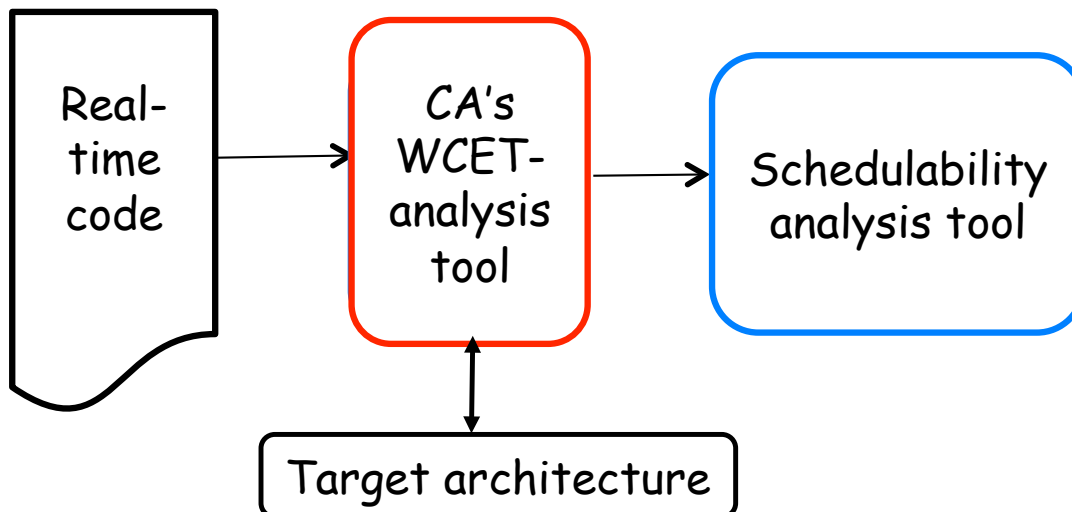 Real-
time
code
CA's
WCET-
analysis
tool
Schedulability
analysis tool
Target architecture